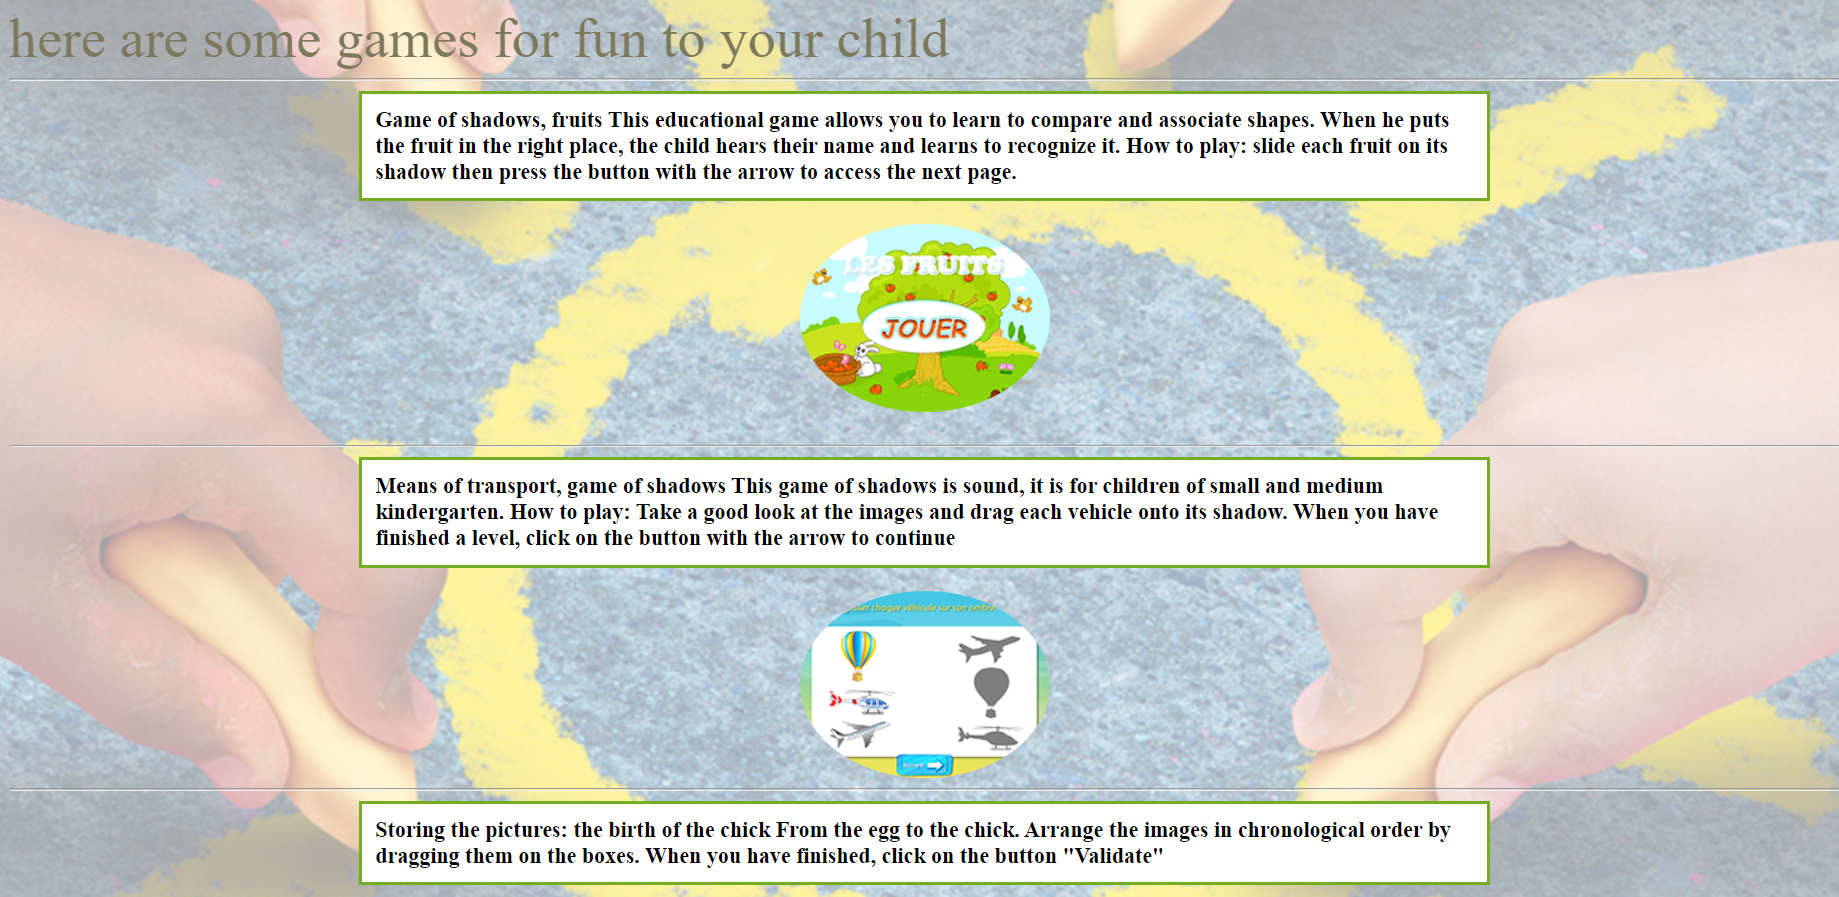 here are some games for fun to your child
Game of shadows, fruits This educational game allows you to learn to compare and associate shapes. When he puts
the fruit in the right place, the child hears their name and learns to recognize it. How to play: slide each fruit on its
shadow then press the button with the arrow to access the next page.
LES FRUITS
JOUER
Means of transport, game of shadows This game of shadows is sound, it is for children of small and medium
kindergarten. How to play: Take a good look at the images and drag each vehicle onto its shadow. When you have
finished a level, click on the button with the arrow to continue
chaque véhicule sur son ombre
Storing the pictures: the birth of the chick From the egg to the chick. Arrange the images in chronological order by
dragging them on the boxes. When you have finished, click on the button "Validate"